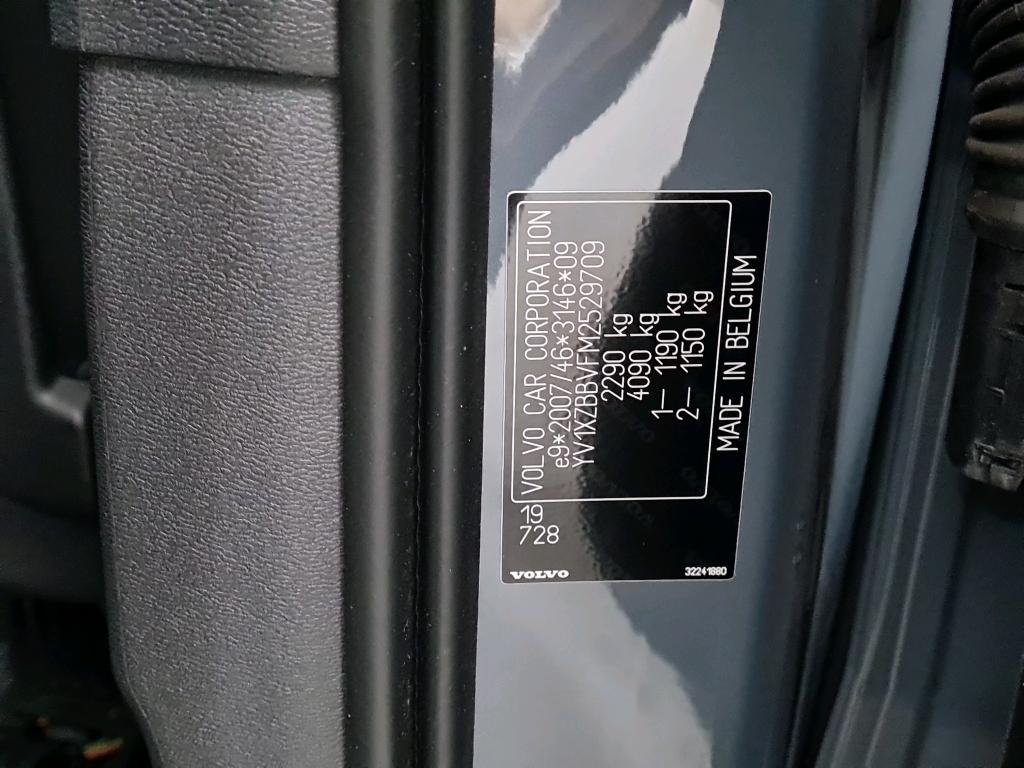 VOLVO CAR CORPORATION
e9*2007/46*3146*09
YV1XZBBVFM2529709
2290 kg
4090 kg
1– 1190 kg
2– 1150 kg
MADE IN BELGIUM
19
728
VOLVO
32241880